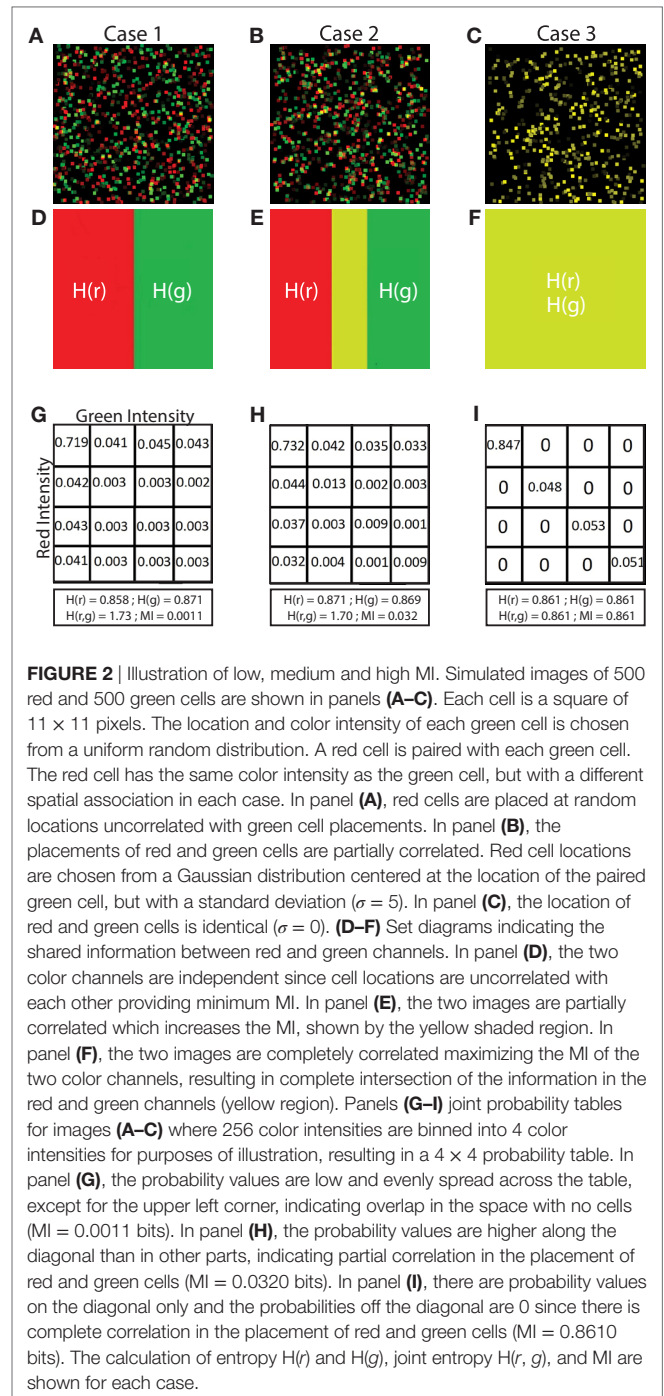 Case 1 Case 2 Case 3
A B C
D E F
H(r) H(g) H(r) H(g) H(r)
H(g)
G H I
Green Intensity
Red Intensity
0.719 0.041 0.045 0.043
0.042 0.003 0.003 0.002
0.043 0.003 0.003 0.003
0.041 0.003 0.003 0.003
H(r) = 0.858 ; H(g) = 0.871
H(r,g) = 1.73 ; MI = 0.0011
0.732 0.042 0.035 0.033
0.044 0.013 0.002 0.003
0.037 0.003 0.009 0.001
0.032 0.004 0.001 0.009
H(r) = 0.871 ; H(g) = 0.869
H(r,g) = 1.70 ; MI = 0.032
0.847 0 0 0
0 0.048 0 0
0 0 0.053 0
0 0 0 0.051
H(r) = 0.861 ; H(g) = 0.861
H(r,g) = 0.861 ; MI = 0.861
FIGURE 2 | Illustration of low, medium and high MI. Simulated images of 500
red and 500 green cells are shown in panels (A–C). Each cell is a square of
11 × 11 pixels. The location and color intensity of each green cell is chosen
from a uniform random distribution. A red cell is paired with each green cell.
The red cell has the same color intensity as the green cell, but with a different
spatial association in each case. In panel (A), red cells are placed at random
locations uncorrelated with green cell placements. In panel (B), the
placements of red and green cells are partially correlated. Red cell locations
are chosen from a Gaussian distribution centered at the location of the paired
green cell, but with a standard deviation (σ = 5). In panel (C), the location of
red and green cells is identical (σ = 0). (D–F) Set diagrams indicating the
shared information between red and green channels. In panel (D), the two
color channels are independent since cell locations are uncorrelated with
each other providing minimum MI. In panel (E), the two images are partially
correlated which increases the MI, shown by the yellow shaded region. In
panel (F), the two images are completely correlated maximizing the MI of the
two color channels, resulting in complete intersection of the information in the
red and green channels (yellow region). Panels (G–I) joint probability tables
for images (A–C) where 256 color intensities are binned into 4 color
intensities for purposes of illustration, resulting in a 4 × 4 probability table. In
panel (G), the probability values are low and evenly spread across the table,
except for the upper left corner, indicating overlap in the space with no cells
(MI = 0.0011 bits). In panel (H), the probability values are higher along the
diagonal than in other parts, indicating partial correlation in the placement of
red and green cells (MI = 0.0320 bits). In panel (I), there are probability values
on the diagonal only and the probabilities off the diagonal are 0 since there is
complete correlation in the placement of red and green cells (MI = 0.8610
bits). The calculation of entropy H(r) and H(g), joint entropy H(r, g), and MI are
shown for each case.